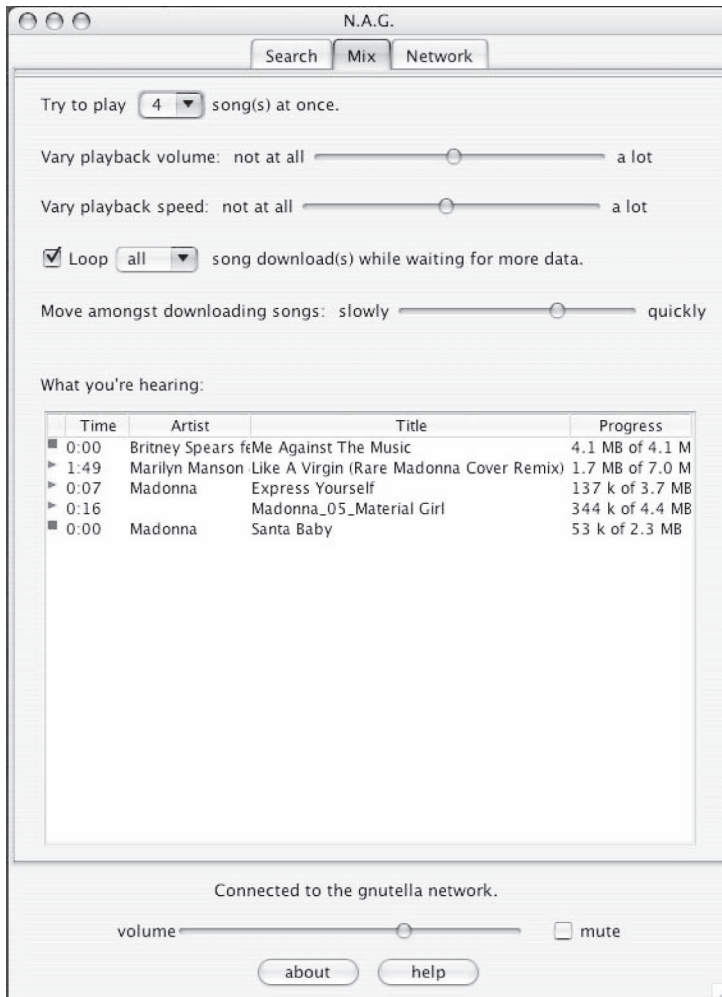 N.A.G.
Search Mix Network
Try to play 4 song(s) at once.
Vary playback volume: not at all a lot
Vary playback speed: not at all a lot
Loop all song download(s) while waiting for more data.
Move amongst downloading songs: slowly quickly
What you're hearing:
Time Artist Title Progress
0:00 Britney Spears fe Me Against The Music 4.1 MB of 4.1 M
1:49 Marilyn Manson Like A Virgin (Rare Madonna Cover Remix) 1.7 MB of 7.0 M
0:07 Madonna Express Yourself 137 k of 3.7 MB
0:16 Madonna_05_Material Girl 344 k of 4.4 MB
0:00 Madonna Santa Baby 53 k of 2.3 MB
Connected to the gnutella network.
volume mute
about help